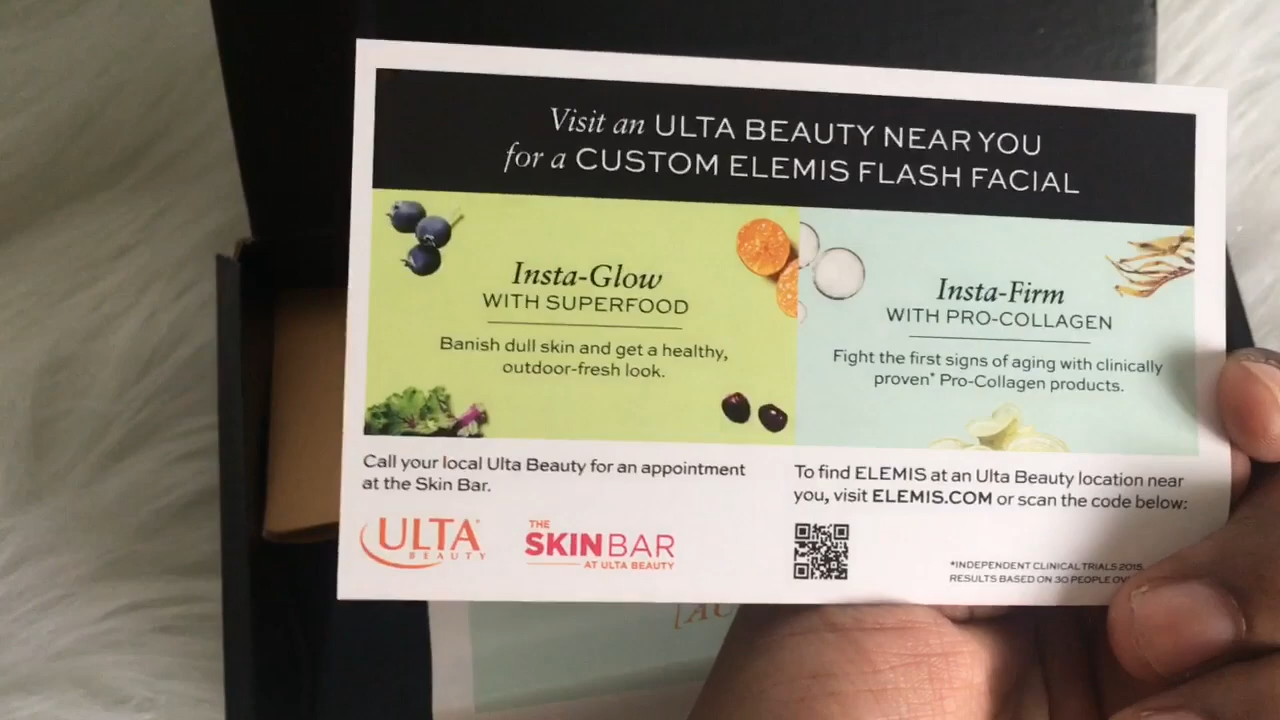 Visit an ULTA BEAUTY NEAR YOU
for a CUSTOM ELEMIS FLASH FACIAL
Insta-Glow
WITH SUPERFOOD
Banish dull skin and get a healthy,
outdoor-fresh look.
Insta-Firm
WITH PRO-COLLAGEN
Fight the first signs of aging with clinically
proven* Pro-Collagen products.
Call your local Ulta Beauty for an appointment
at the Skin Bar.
ULTA
BEAUTY
THE
SKINBAR
AT ULTA BEAUTY
To find ELEMIS at an Ulta Beauty location near
you, visit ELEMIS.COM or scan the code below:
*INDEPENDENT CLINICAL TRIALS 2015.
RESULTS BASED ON 30 PEOPLE